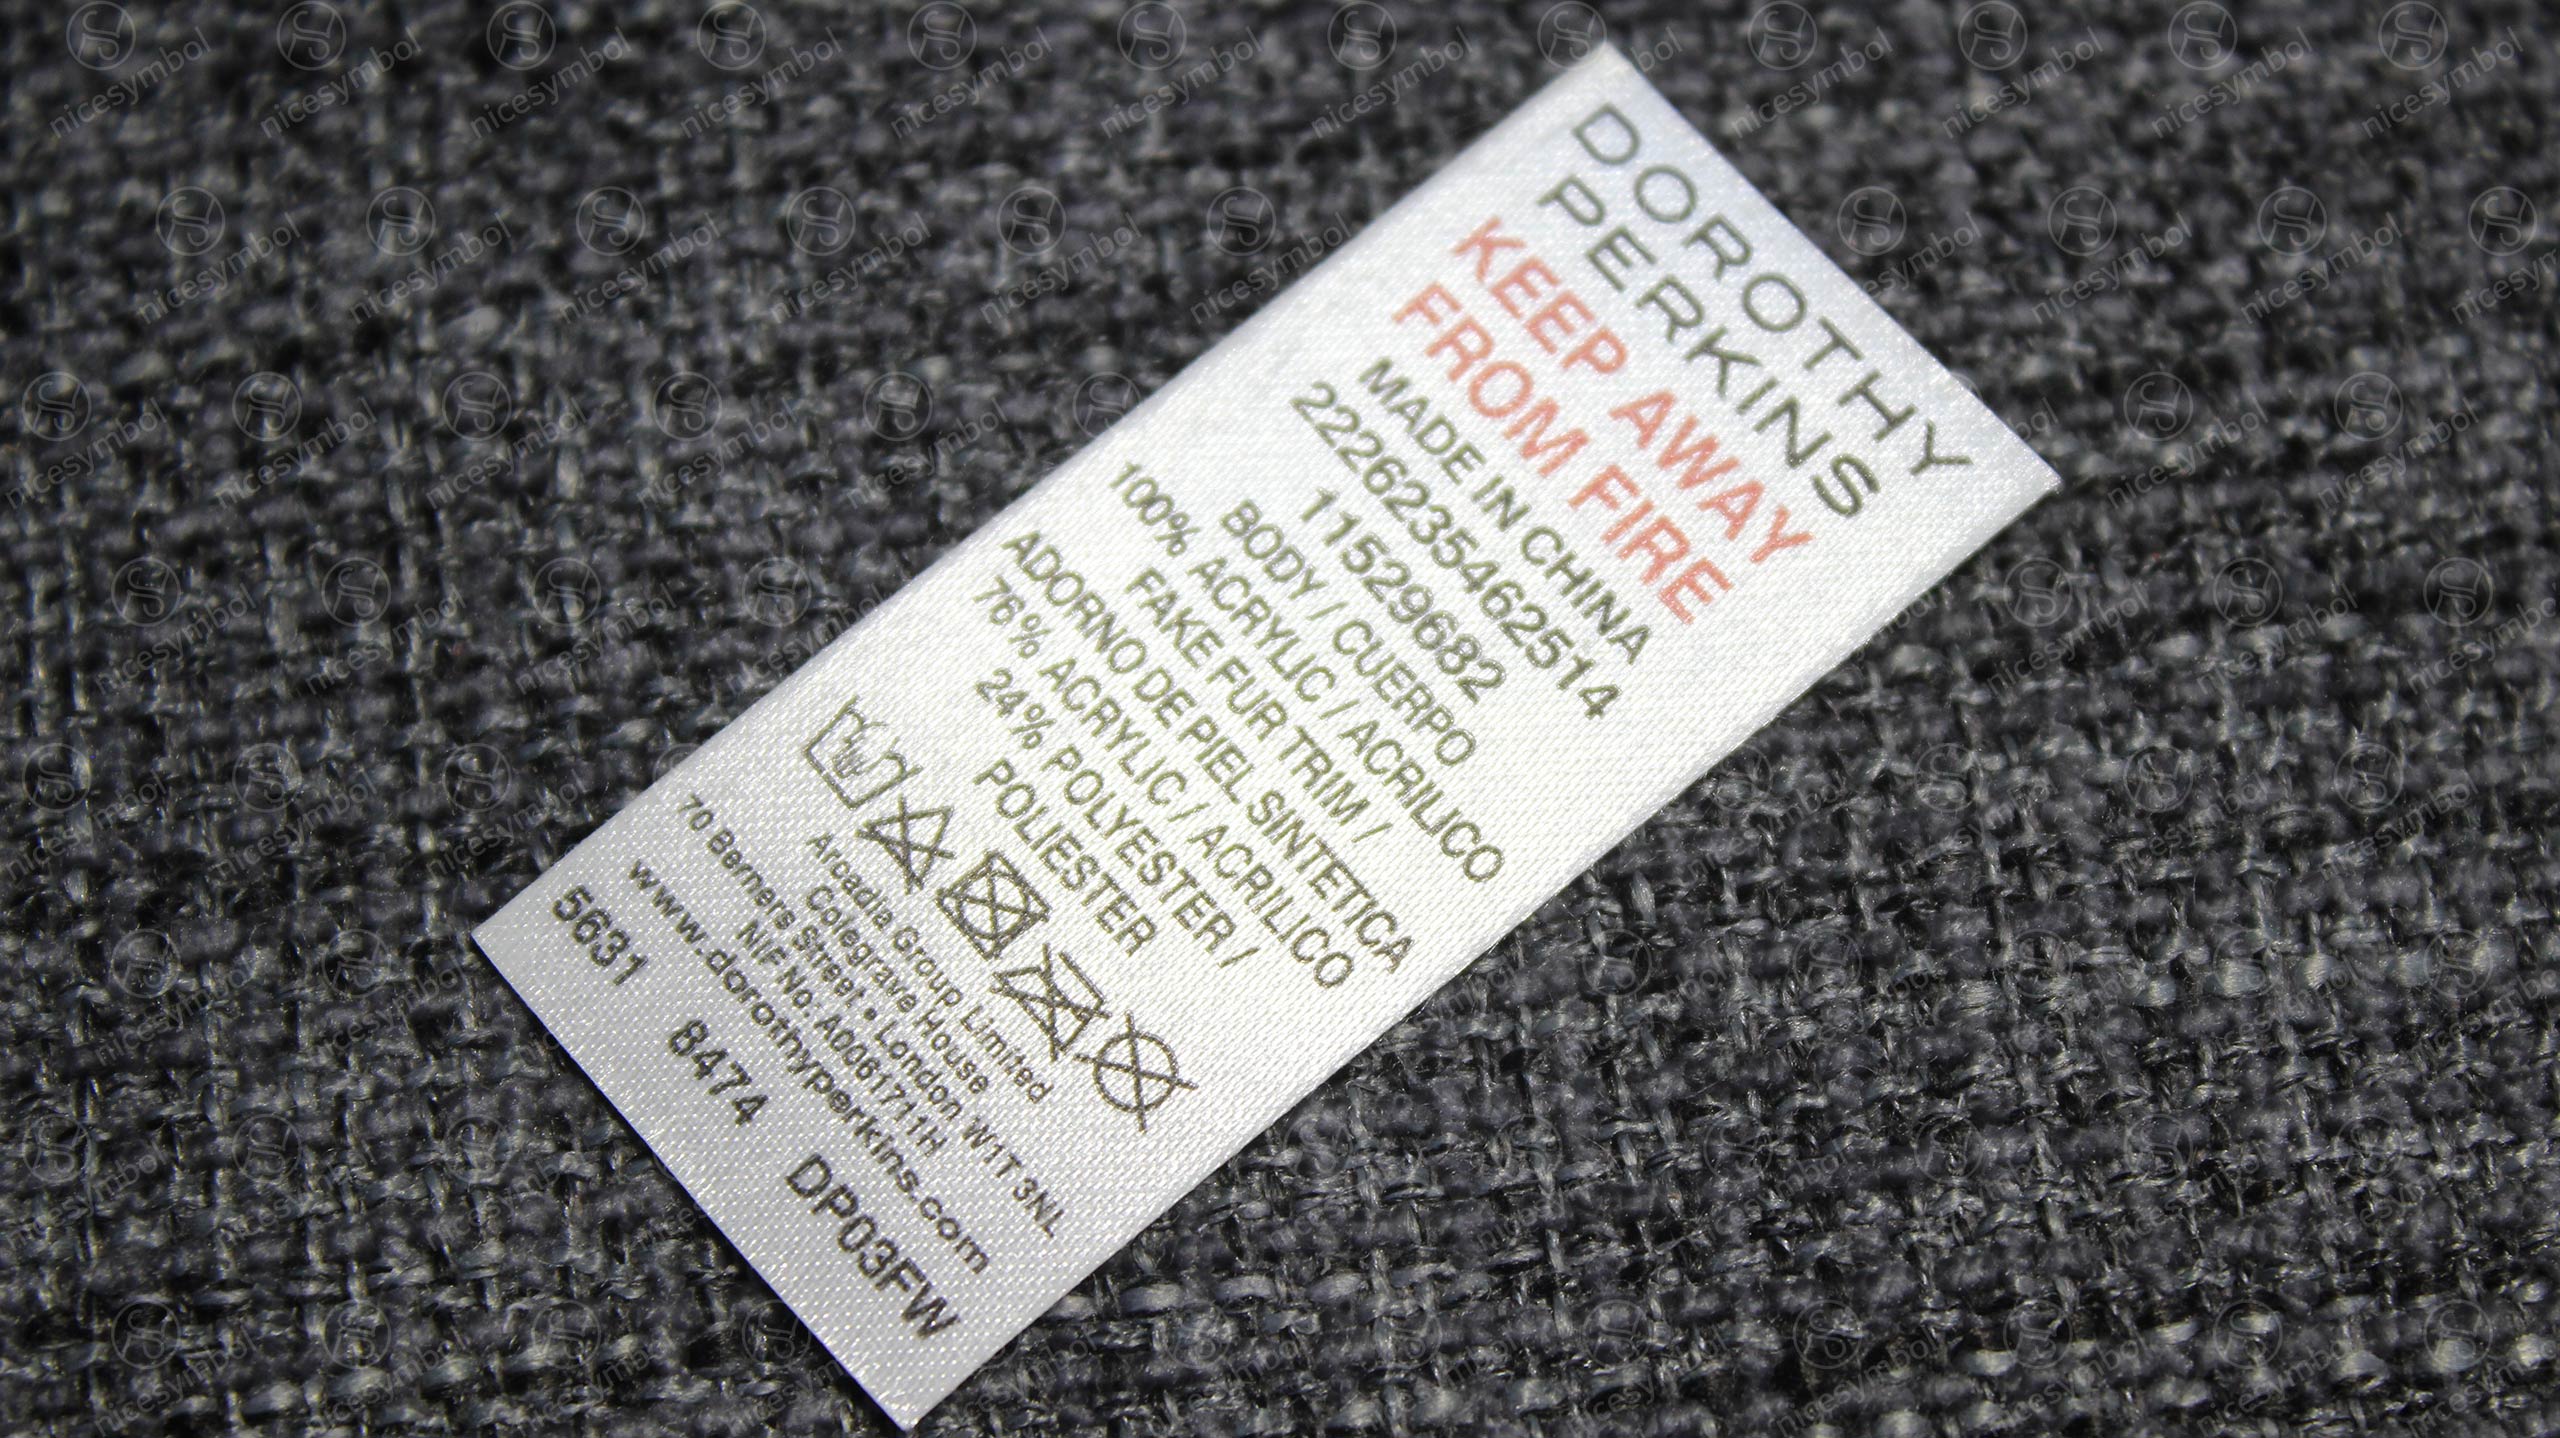 DOROTHY
PERKINS
KEEP AWAY
FROM FIRE
MADE IN CHINA
2226235462514
11529682
BODY / CUERPO
100% ACRYLIC / ACRILICO
FAKE FUR TRIM /
ADORNO DE PIEL SINTETICA
76% ACRYLIC / ACRILICO
24% POLYESTER /
POLIESTER
Arcadia Group Limited
Colegrave House
70 Berners Street • London W1T 3NL
NIF No. A0061711H
www.dorothyperkins.com
5631 8474 DP03FW
nicesymbol